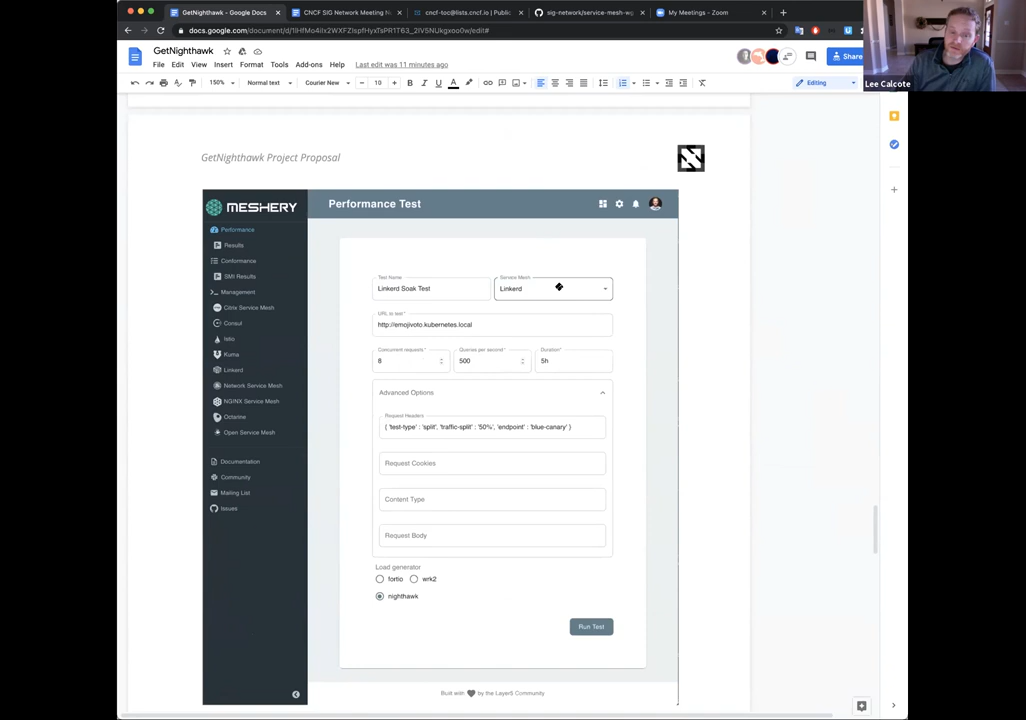 GetNighthawk - Google Docs
CNCF SIG Network Meeting N
cncf-toc@lists.cncf.io | Public
sig-network/service-mesh-wg
My Meetings - Zoom
docs.google.com/document/d/
GetNighthawk
File Edit View Insert Format Tools Add-ons Help Last edit was 11 minutes ago
Share
Lee Calcote
150% Normal text Courier New 10 Editing
GetNighthawk Project Proposal
MESHERY
Performance Test
Performance
Results
Conformance
SMI Results
Management
Citrix Service Mesh
Consul
Istio
Kuma
Linkerd
Network Service Mesh
NGINX Service Mesh
Octarine
Open Service Mesh
Documentation
Community
Mailing List
Issues
Test Name
Linkerd Soak Test
Service Mesh
Linkerd
URL to test*
http://emojivoto.kubernetes.local
Concurrent requests*
8
Queries per second*
500
Duration*
5h
Advanced Options
Request Headers
{ 'test-type' : 'split', 'traffic-split' : '50%', 'endpoint' : 'blue-canary' }
Request Cookies
Content Type
Request Body
Load generator
fortio wrk2
nighthawk
Run Test
Built with by the Layer5 Community